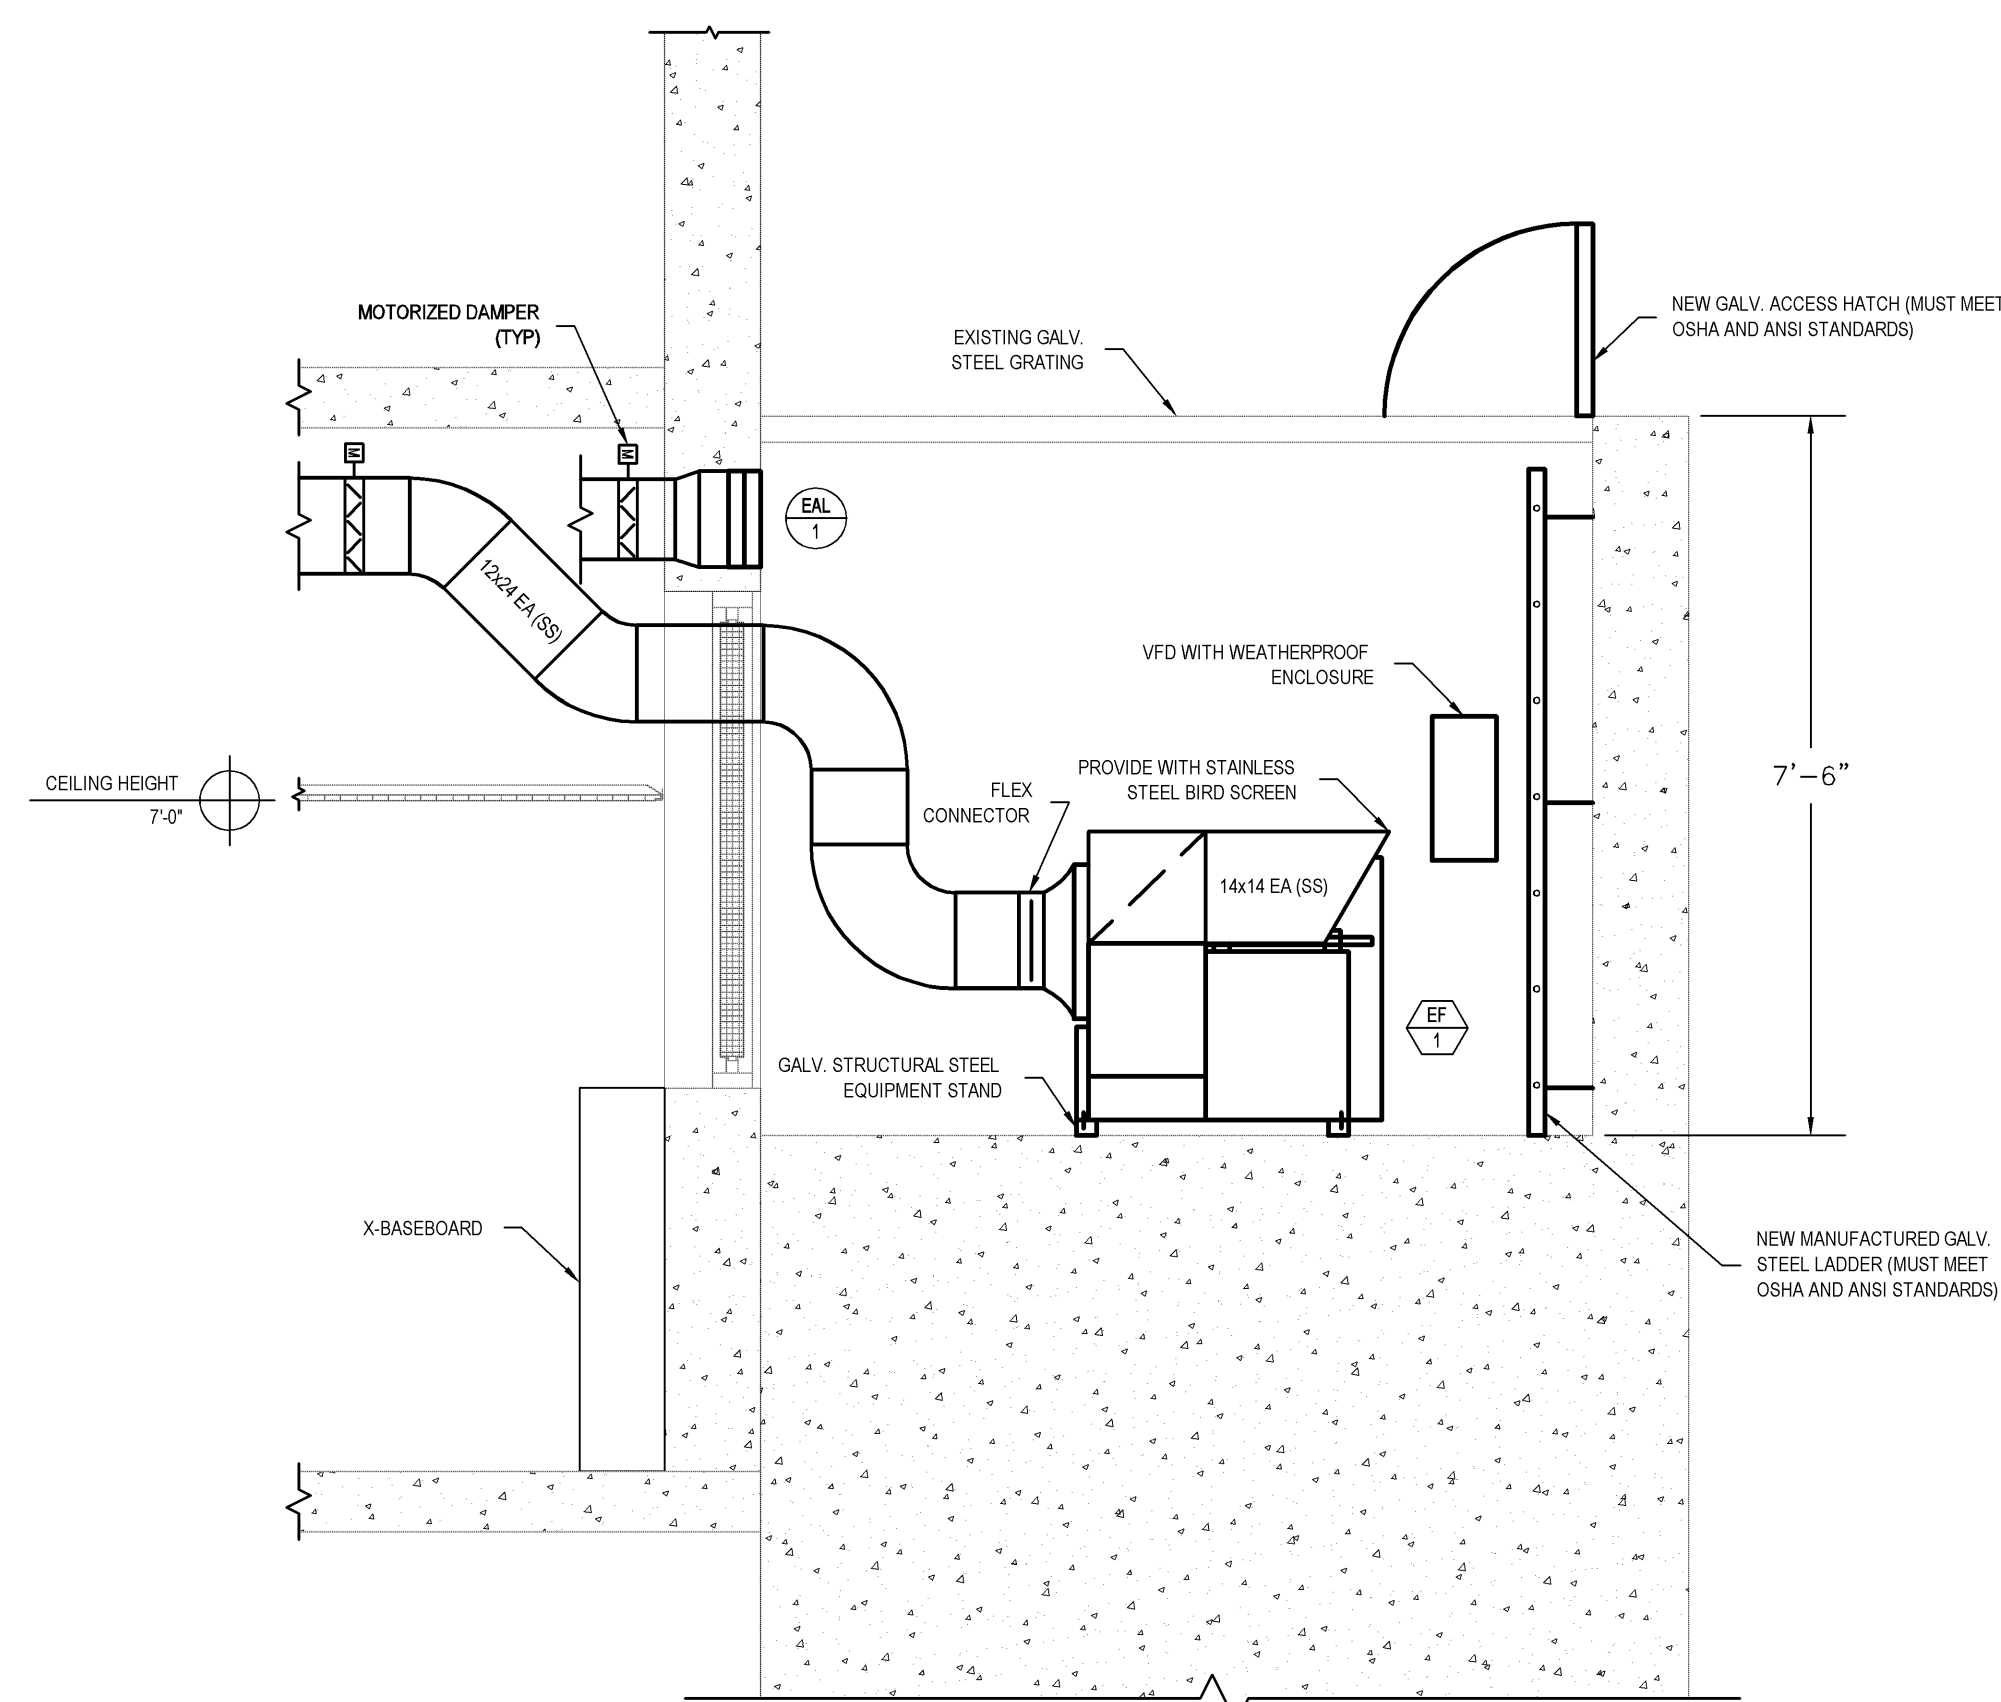 MOTORIZED DAMPER
(TYP)
EXISTING GALV.
STEEL GRATING
NEW GALV. ACCESS HATCH (MUST MEET
OSHA AND ANSI STANDARDS)
M
M
EAL
1
12x24 EA (SS)
VFD WITH WEATHERPROOF
ENCLOSURE
CEILING HEIGHT
7'-0"
FLEX
CONNECTOR
PROVIDE WITH STAINLESS
STEEL BIRD SCREEN
7'-6"
14x14 EA (SS)
EF
1
GALV. STRUCTURAL STEEL
EQUIPMENT STAND
X-BASEBOARD
NEW MANUFACTURED GALV.
STEEL LADDER (MUST MEET
OSHA AND ANSI STANDARDS)